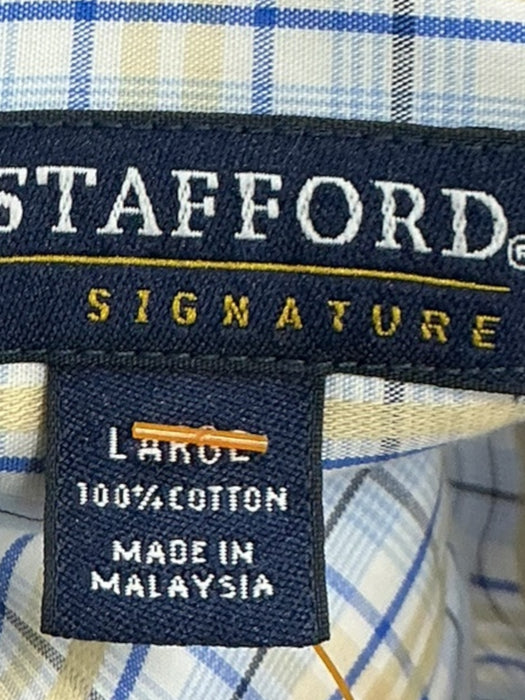 STAFFORD®
SIGNATURE
LARGE
100% COTTON
MADE IN
MALAYSIA